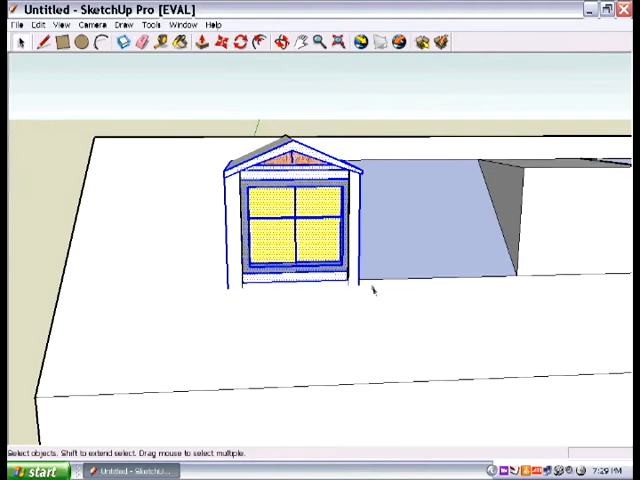 Untitled - SketchUp Pro [EVAL]
File Edit View Camera Draw Tools Window Help
Select objects. Shift to extend select. Drag mouse to select multiple.
start Untitled - SketchU... 7:29 PM